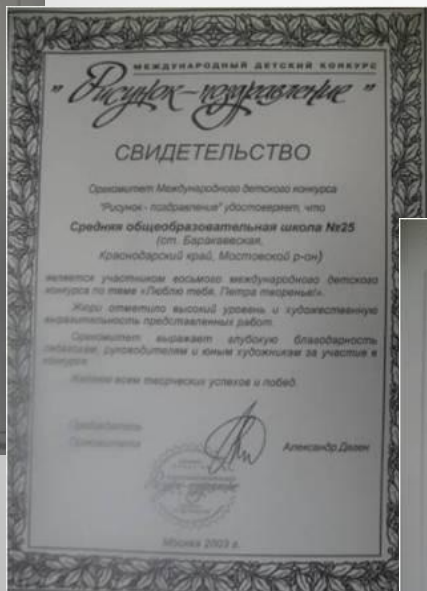 МЕЖДУНАРОДНЫЙ ДЕТСКИЙ КОНКУРС
"Рисунок-поздравление"
СВИДЕТЕЛЬСТВО
Оргкомитет Международного детского конкурса
"Рисунок - поздравление" удостоверяет, что
Средняя общеобразовательная школа №25
(ст. Баракаевская,
Краснодарский край, Мостовской р-он)
является участником восьмого международного детского
конкурса по теме «Люблю тебя, Петра творенье!».
Жюри отметило высокий уровень и художественную
выразительность представленных работ.
Оргкомитет выражает глубокую благодарность
педагогам, руководителям и юным художникам за участие в
конкурсе.
Желаем всем творческих успехов и побед.
Председатель
Оргкомитета
Александр
Москва 2003 г.